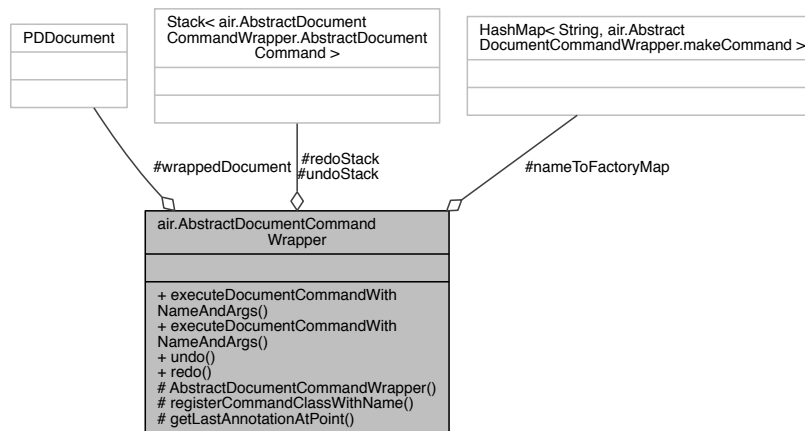 PDDocument
Stack< air.AbstractDocument
CommandWrapper.AbstractDocument
Command >
HashMap< String, air.Abstract
DocumentCommandWrapper.makeCommand >
#wrappedDocument
#redoStack
#undoStack
#nameToFactoryMap
air.AbstractDocumentCommand
Wrapper
+ executeDocumentCommandWith
NameAndArgs()
+ executeDocumentCommandWith
NameAndArgs()
+ undo()
+ redo()
# AbstractDocumentCommandWrapper()
# registerCommandClassWithName()
# getLastAnnotationAtPoint()